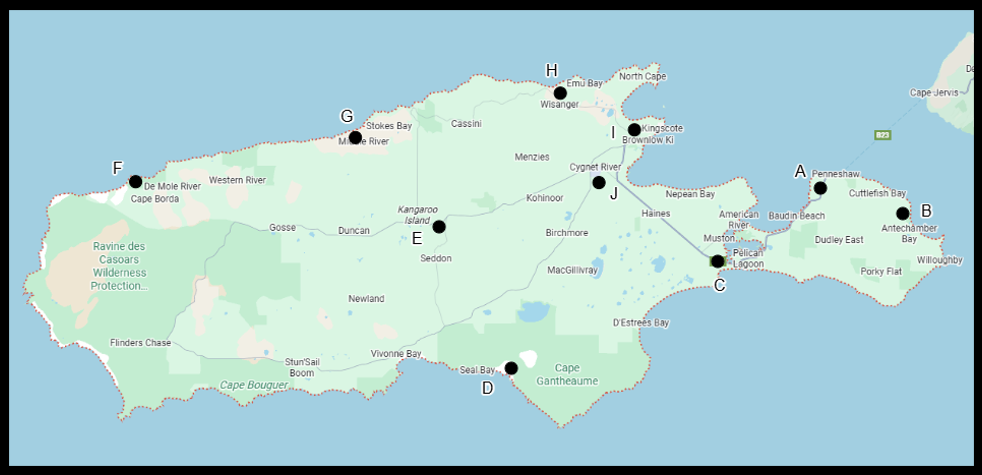 North Cape
H
Emu Bay
De
Cape Jervis
Wisanger
G
Stokes Bay
Cassini
I
Kingscote
Brownlow KI
Middle River
B23
Menzies
F
Cygnet River
A
Penneshaw
De Mole River
Western River
J
Cuttlefish Bay
Cape Borda
Kohinoor
Nepean Bay
Kangaroo
Island
Haines
American
River
Baudin Beach
B
Antechamber
Bay
E
Gosse
Duncan
Birchmore
Muston
Dudley East
Ravine des
Casoars
Wilderness
Protection...
Seddon
Pelican
Lagoon
Willoughby
MacGillivray
C
Porky Flat
Newland
D'Estrees Bay
Flinders Chase
Vivonne Bay
Stun'Sail
Boom
Seal Bay
D
Cape
Gantheaume
Cape Bouguer